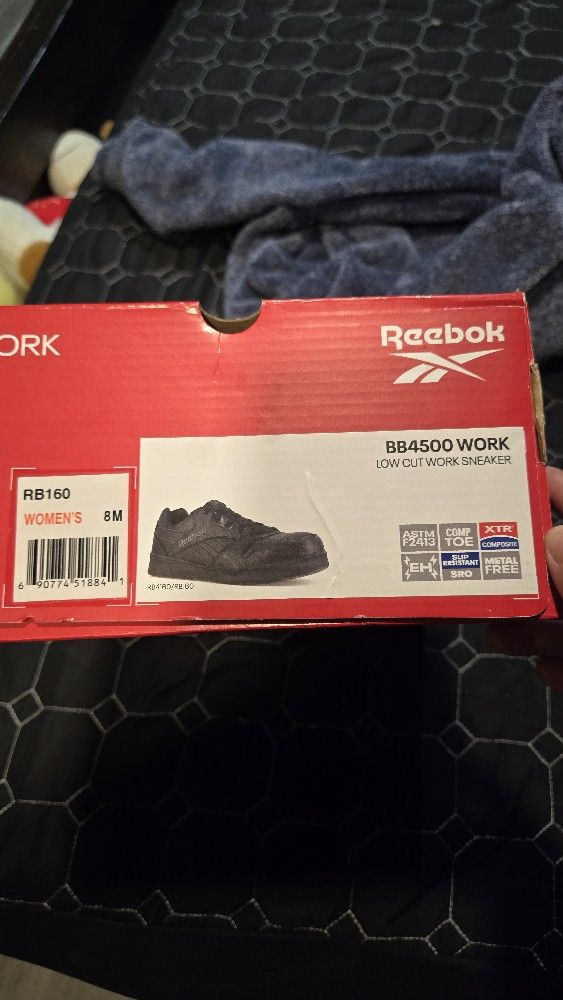 ORK
Reebok
BB4500 WORK
LOW CUT WORK SNEAKER
RB160
WOMEN'S 8M
6 90774 51884 1
Reebok
ASTM F2413
COMP TOE
XTR COMPOSITE
EH
SLIP RESISTANT SRO
METAL FREE